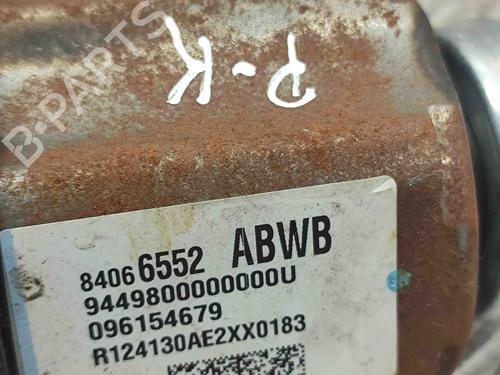 P-K
B-PARTS
84066552 ABWB
9449800000000U
096154679
R124130AE2XX0183